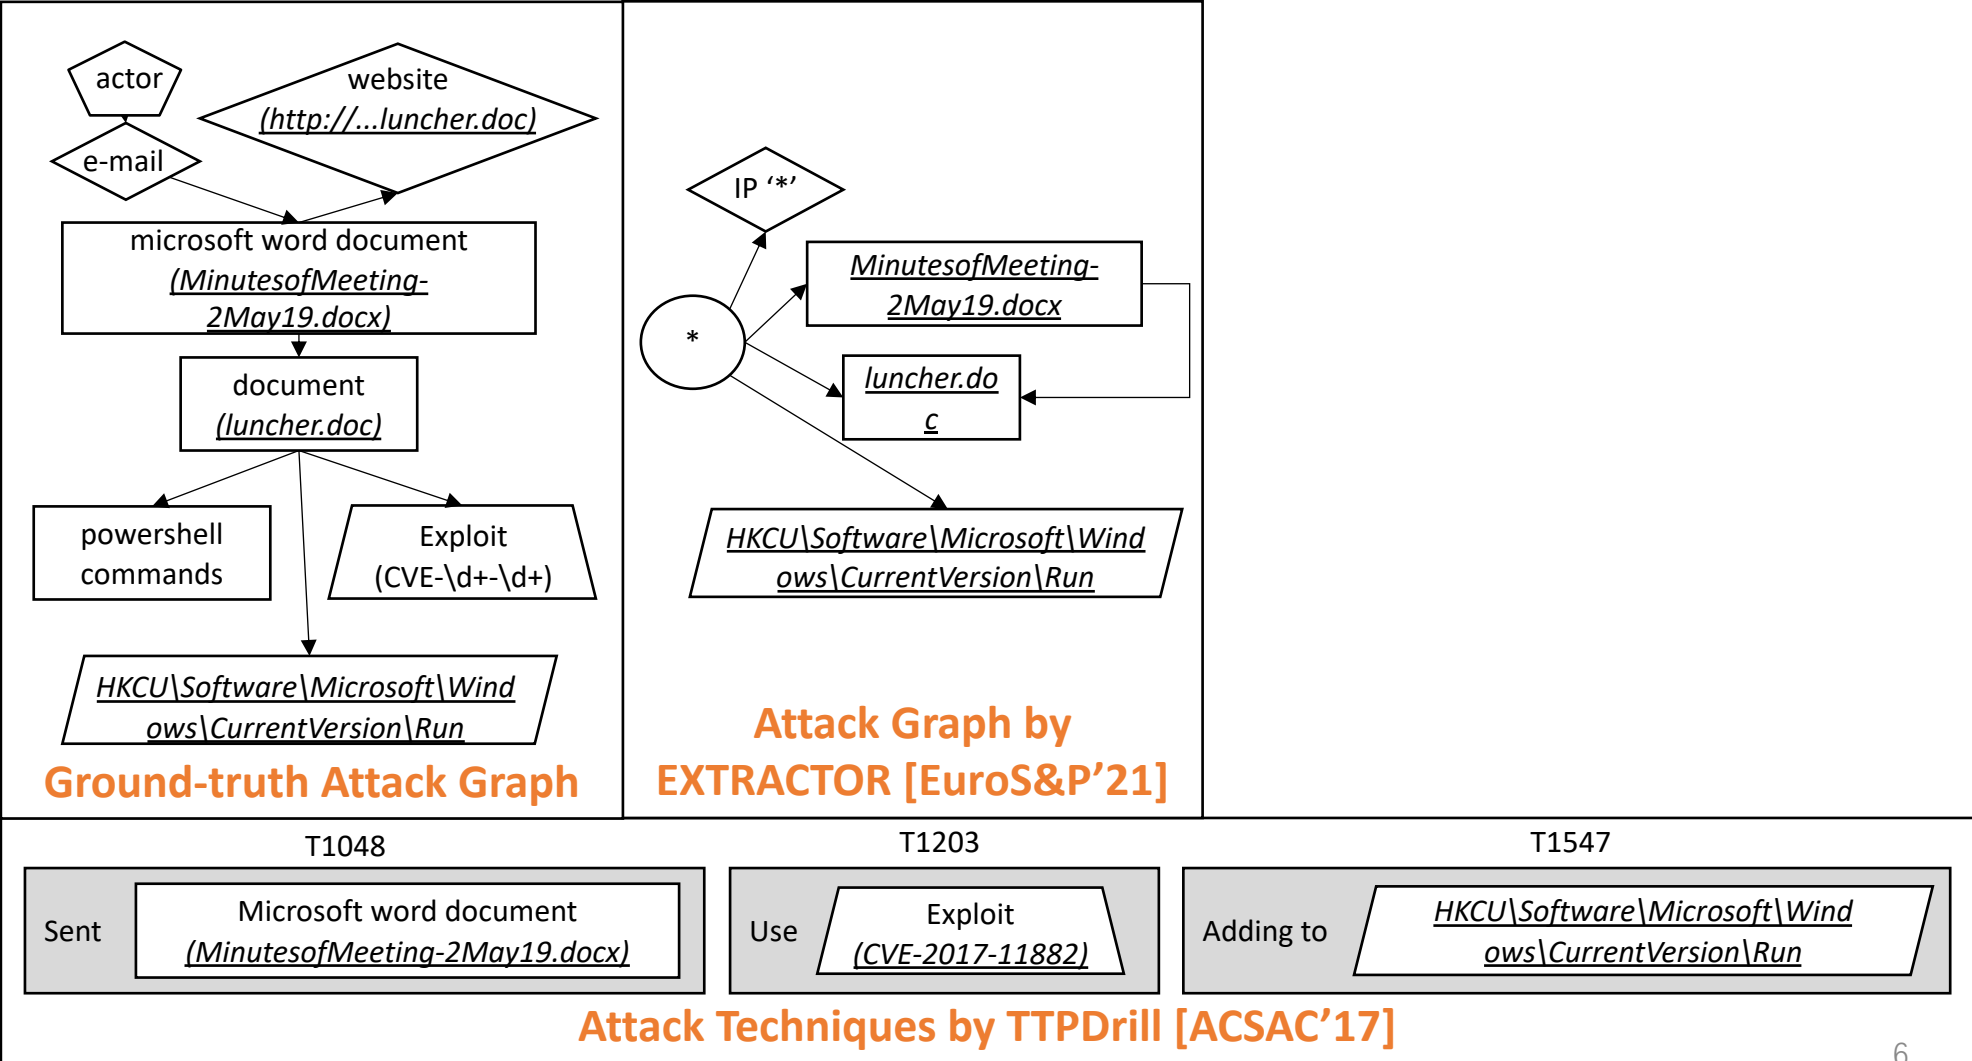 actor
website
(http://...luncher.doc)
e-mail
microsoft word document
(MinutesofMeeting-
2May19.docx)
document
(luncher.doc)
powershell
commands
Exploit
(CVE-\d+-\d+)
HKCU\Software\Microsoft\Wind
ows\CurrentVersion\Run
Ground-truth Attack Graph
IP ‘*’
MinutesofMeeting-
2May19.docx
*
luncher.do
c
HKCU\Software\Microsoft\Wind
ows\CurrentVersion\Run
Attack Graph by
EXTRACTOR [EuroS&P’21]
T1048
Sent
Microsoft word document
(MinutesofMeeting-2May19.docx)
T1203
Use
Exploit
(CVE-2017-11882)
T1547
Adding to
HKCU\Software\Microsoft\Wind
ows\CurrentVersion\Run
Attack Techniques by TTPDrill [ACSAC’17]
6